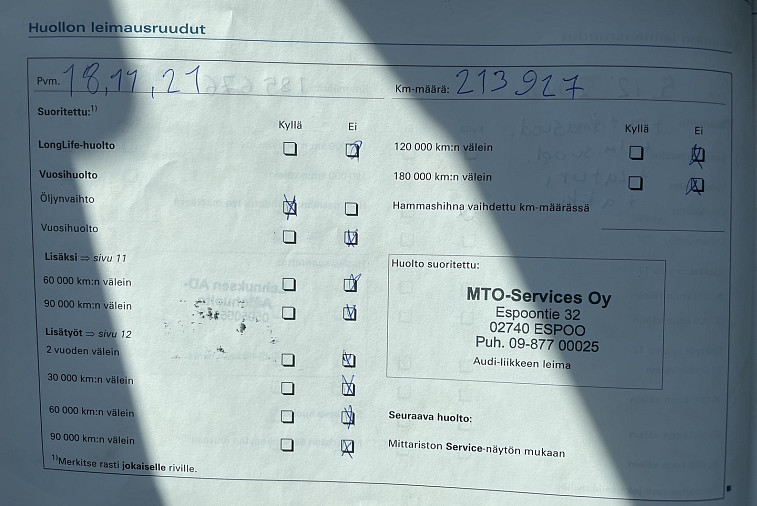 Huollon leimausruudut
Pvm. 18,11,21
Km-määrä: 213927
Suoritettu:1)
Kyllä Ei
LongLife-huolto
Vuosihuolto
Öljynvaihto
Vuosihuolto
Lisäksi ⇒ sivu 11
60 000 km:n välein
90 000 km:n välein
Lisätyöt ⇒ sivu 12
2 vuoden välein
30 000 km:n välein
60 000 km:n välein
90 000 km:n välein
1)Merkitse rasti jokaiselle riville.
Kyllä Ei
120 000 km:n välein
180 000 km:n välein
Hammashihna vaihdettu km-määrässä
Huolto suoritettu:
MTO-Services Oy
Espoontie 32
02740 ESPOO
Puh. 09-877 00025
Audi-liikkeen leima
Seuraava huolto:
Mittariston Service-näytön mukaan